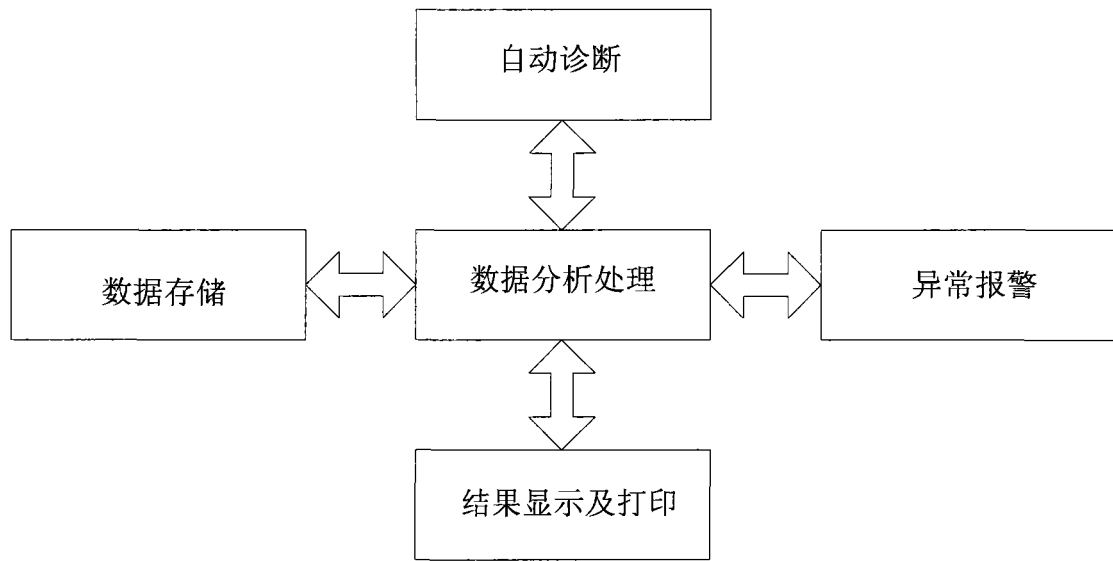 自动诊断
数据存储
数据分析处理
异常报警
结果显示及打印